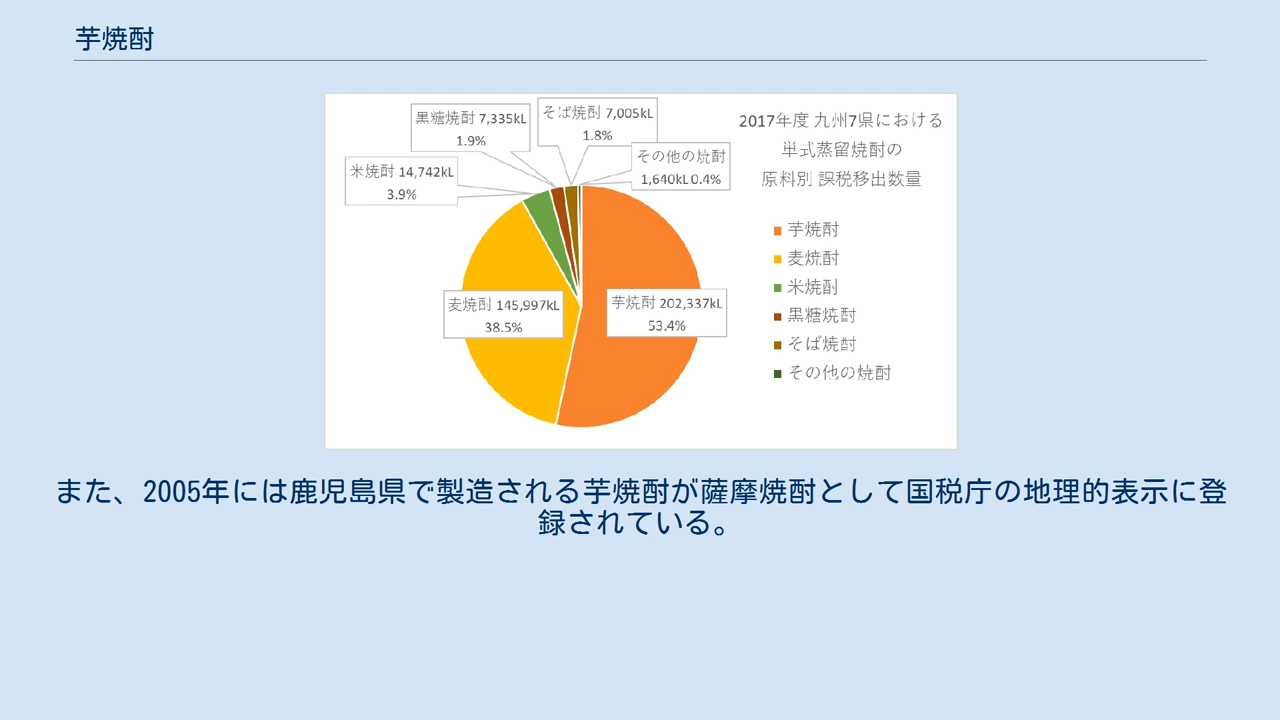 芋焼酎
黒糖焼酎 7,335kL
1.9%
そば焼酎 7,005kL
1.8%
その他の焼酎
1,640kL 0.4%
米焼酎 14,742kL
3.9%
麦焼酎 145,997kL
38.5%
芋焼酎 202,337kL
53.4%
2017年度 九州7県における
単式蒸留焼酎の
原料別 課税移出数量
芋焼酎
麦焼酎
米焼酎
黒糖焼酎
そば焼酎
その他の焼酎
また、2005年には鹿児島県で製造される芋焼酎が薩摩焼酎として国税庁の地理的表示に登
録されている。